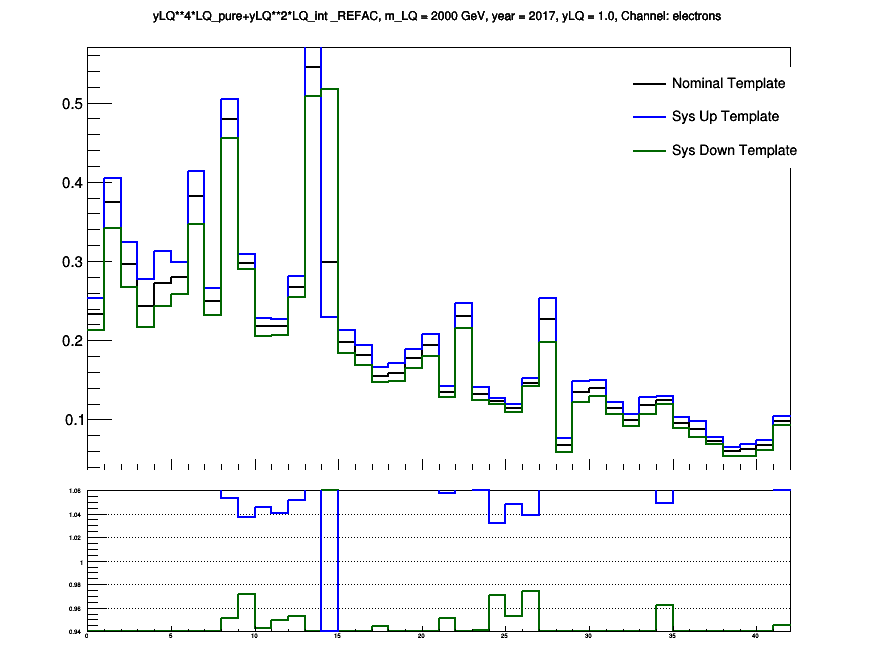 yLQ**4*LQ_pure+yLQ**2*LQ_int _REFAC, m_LQ = 2000 GeV, year = 2017, yLQ = 1.0, Channel: electrons
Nominal Template
Sys Up Template
Sys Down Template
0.5
0.4
0.3
0.2
0.1
1.06
1.04
1.02
1
0.98
0.96
0.94
0 5 10 15 20 25 30 35 40